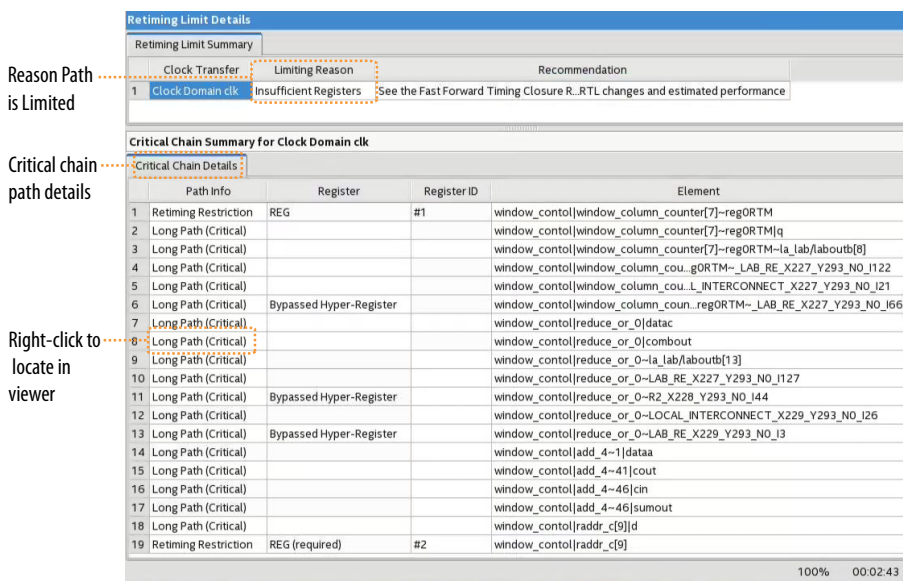 Retiming Limit Details
Retiming Limit Summary
Reason Path
is Limited
Clock Transfer Limiting Reason Recommendation
1 Clock Domain clk Insufficient Registers See the Fast Forward Timing Closure R...RTL changes and estimated performance
Critical Chain Summary for Clock Domain clk
Critical chain
path details
Critical Chain Details
Path Info Register Register ID Element
1 Retiming Restriction REG #1 window_contol|window_column_counter[7]~reg0RTM
2 Long Path (Critical) window_contol|window_column_counter[7]~reg0RTM|q
3 Long Path (Critical) window_contol|window_column_counter[7]~reg0RTM~la_lab/laboutb[8]
4 Long Path (Critical) window_contol|window_column_cou...g0RTM~_LAB_RE_X227_Y293_N0_I122
5 Long Path (Critical) window_contol|window_column_cou...L_INTERCONNECT_X227_Y293_N0_I21
6 Long Path (Critical) Bypassed Hyper-Register window_contol|window_column_coun...reg0RTM~_LAB_RE_X227_Y293_N0_I66
7 Long Path (Critical) window_contol|reduce_or_0|datac
Right-click to
locate in
viewer
8 Long Path (Critical) window_contol|reduce_or_0|combout
9 Long Path (Critical) window_contol|reduce_or_0~la_lab/laboutb[13]
10 Long Path (Critical) window_contol|reduce_or_0~LAB_RE_X227_Y293_N0_I127
11 Long Path (Critical) Bypassed Hyper-Register window_contol|reduce_or_0~R2_X228_Y293_N0_I44
12 Long Path (Critical) window_contol|reduce_or_0~LOCAL_INTERCONNECT_X229_Y293_N0_I26
13 Long Path (Critical) Bypassed Hyper-Register window_contol|reduce_or_0~LAB_RE_X229_Y293_N0_I3
14 Long Path (Critical) window_contol|add_4~1|dataa
15 Long Path (Critical) window_contol|add_4~41|cout
16 Long Path (Critical) window_contol|add_4~46|cin
17 Long Path (Critical) window_contol|add_4~46|sumout
18 Long Path (Critical) window_contol|raddr_c[9]|d
19 Retiming Restriction REG (required) #2 window_contol|raddr_c[9]
100% 00:02:43